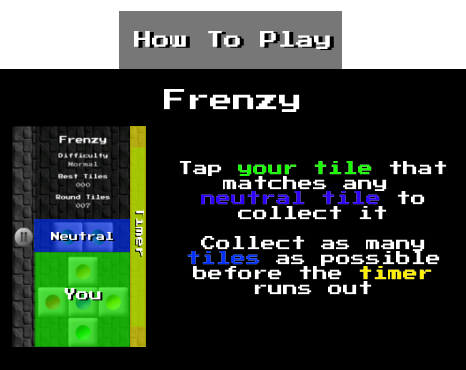 How To Play
Frenzy
Frenzy
Difficulty
Normal
Best Tiles
000
Round Tiles
007
Neutral
You
Timer
Tap your tile that
matches any
neutral tile to
collect it
Collect as many
tiles as possible
before the timer
runs out